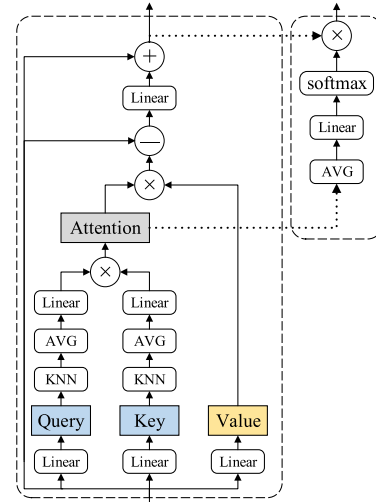 ×
+
softmax
Linear
Linear
—
AVG
×
Attention
×
Linear
Linear
AVG
AVG
KNN
KNN
Query
Key
Value
Linear
Linear
Linear